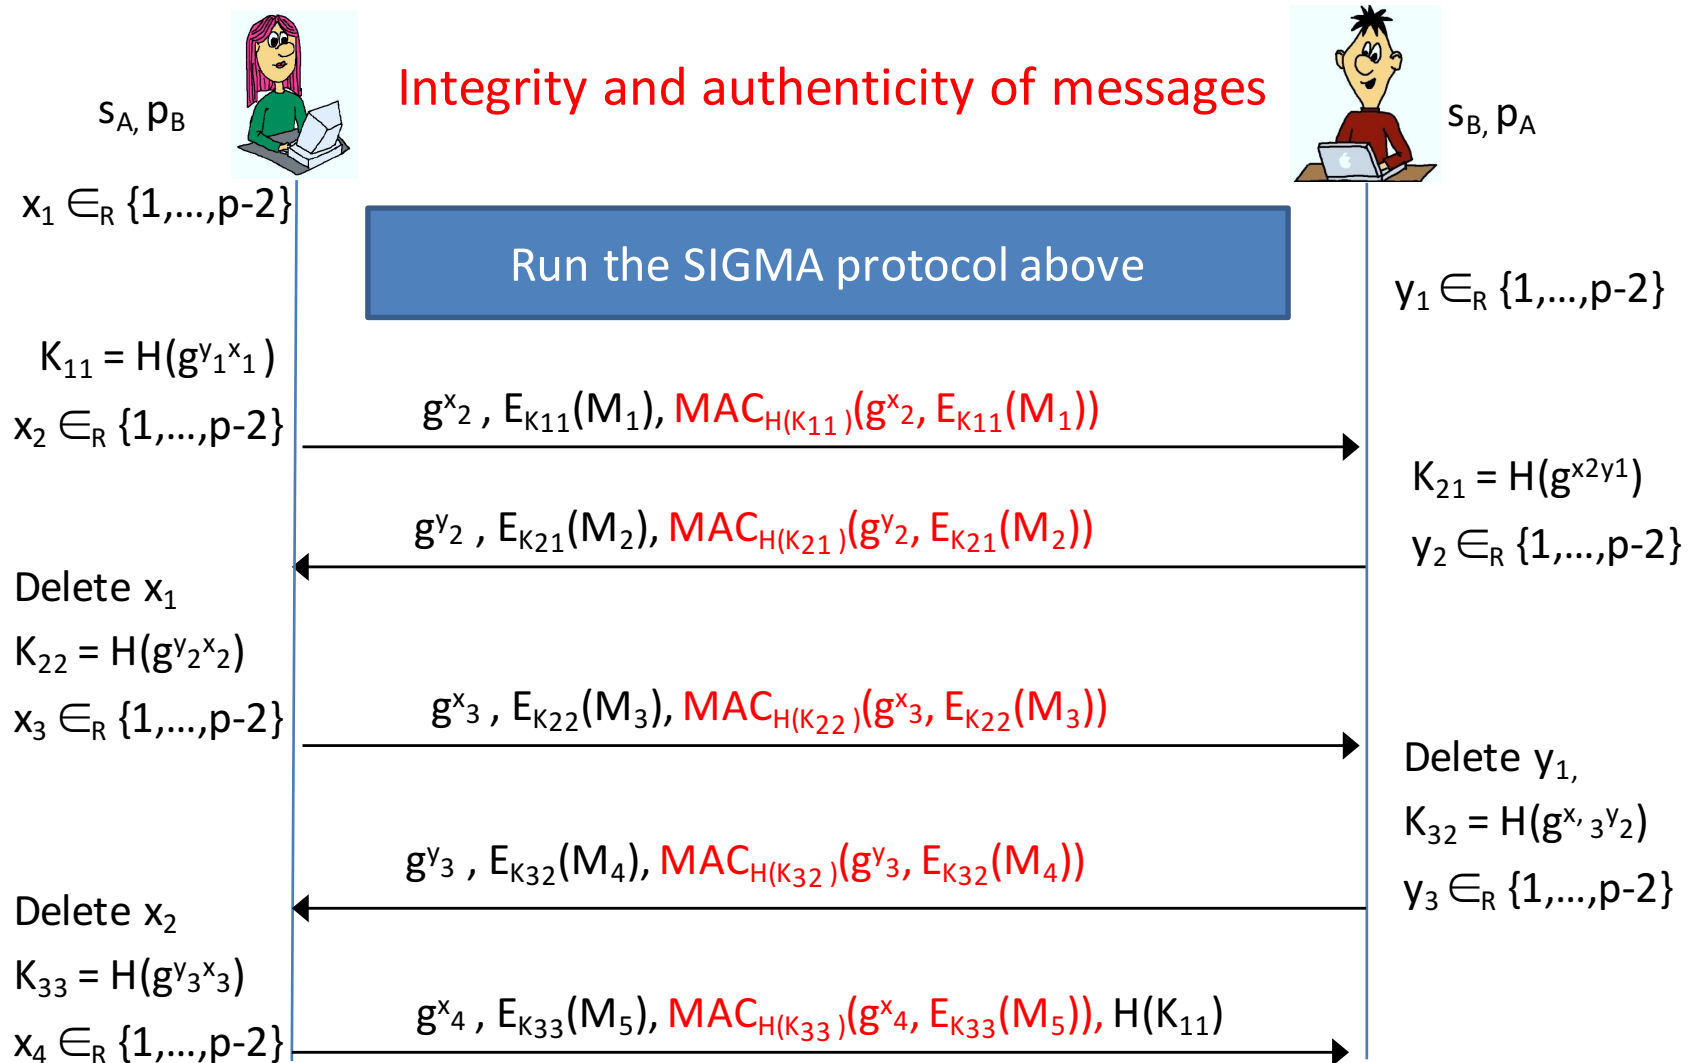 Integrity and authenticity of messages
s_A, p_B
s_B, p_A
x_1 ∈_R {1,...,p-2}
Run the SIGMA protocol above
y_1 ∈_R {1,...,p-2}
K_11 = H(g^y_1^x_1)
x_2 ∈_R {1,...,p-2}
g^x_2 , E_K11(M_1), MAC_H(K_11)(g^x_2, E_K11(M_1))
K_21 = H(g^x2y1)
y_2 ∈_R {1,...,p-2}
g^y_2 , E_K21(M_2), MAC_H(K_21)(g^y_2, E_K21(M_2))
Delete x_1
K_22 = H(g^y_2^x_2)
x_3 ∈_R {1,...,p-2}
g^x_3 , E_K22(M_3), MAC_H(K_22)(g^x_3, E_K22(M_3))
Delete y_1,
K_32 = H(g^x, _3^y_2)
y_3 ∈_R {1,...,p-2}
g^y_3 , E_K32(M_4), MAC_H(K_32)(g^y_3, E_K32(M_4))
Delete x_2
K_33 = H(g^y_3^x_3)
x_4 ∈_R {1,...,p-2}
g^x_4 , E_K33(M_5), MAC_H(K_33)(g^x_4, E_K33(M_5)), H(K_11)